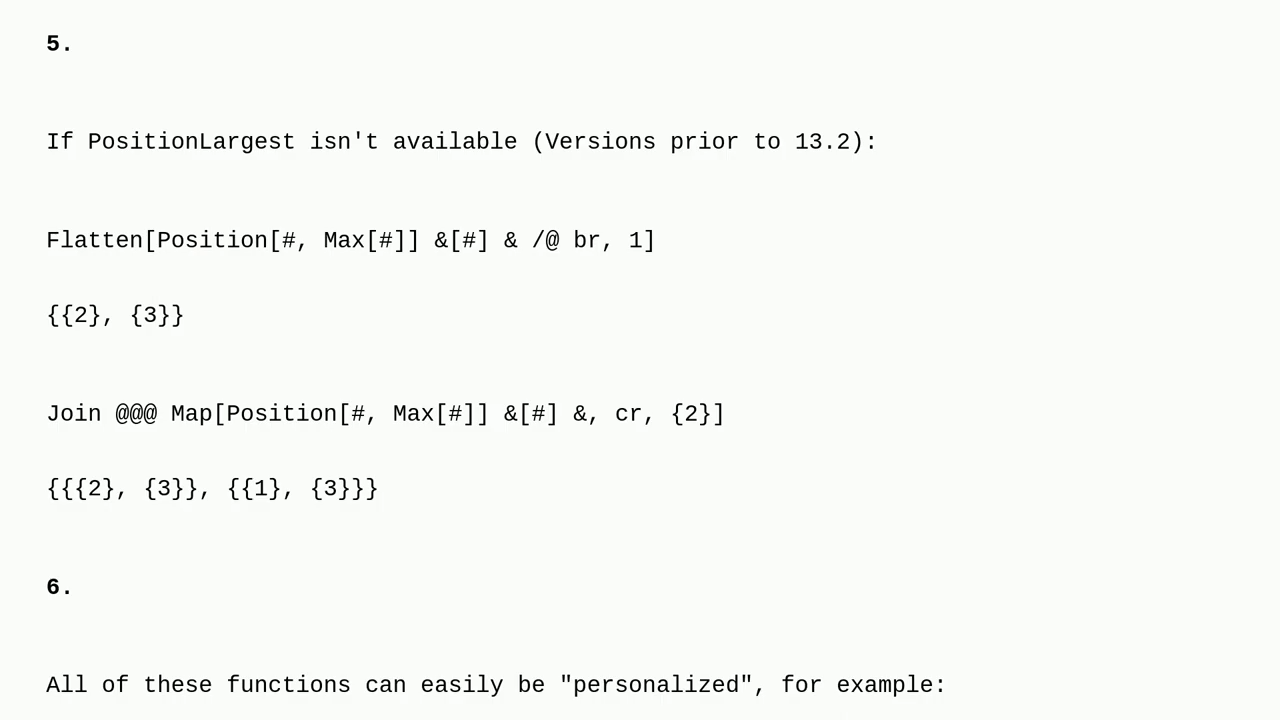 5.
If PositionLargest isn't available (Versions prior to 13.2):
Flatten[Position[#, Max[#]] &[#] & /@ br, 1]
{{2}, {3}}
Join @@@ Map[Position[#, Max[#]] &[#] &, cr, {2}]
{{{2}, {3}}, {{1}, {3}}}
6.
All of these functions can easily be "personalized", for example: